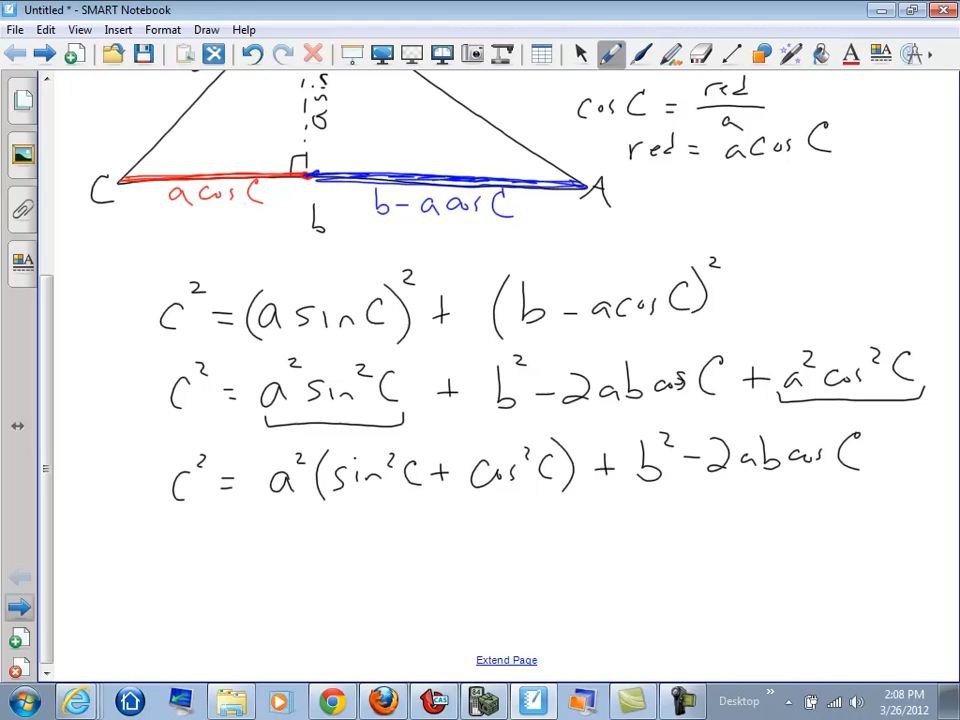 Untitled * - SMART Notebook
File Edit View Insert Format Draw Help
cos C = red/a
red = a cos C
C
a cos C
b - a cos C
A
b
c² = (a sin C)² + (b - a cos C)²
c² = a² sin² C + b² - 2ab cos C + a² cos² C
c² = a² (sin² C + cos² C) + b² - 2ab cos C
Extend Page
Desktop
2:08 PM
3/26/2012